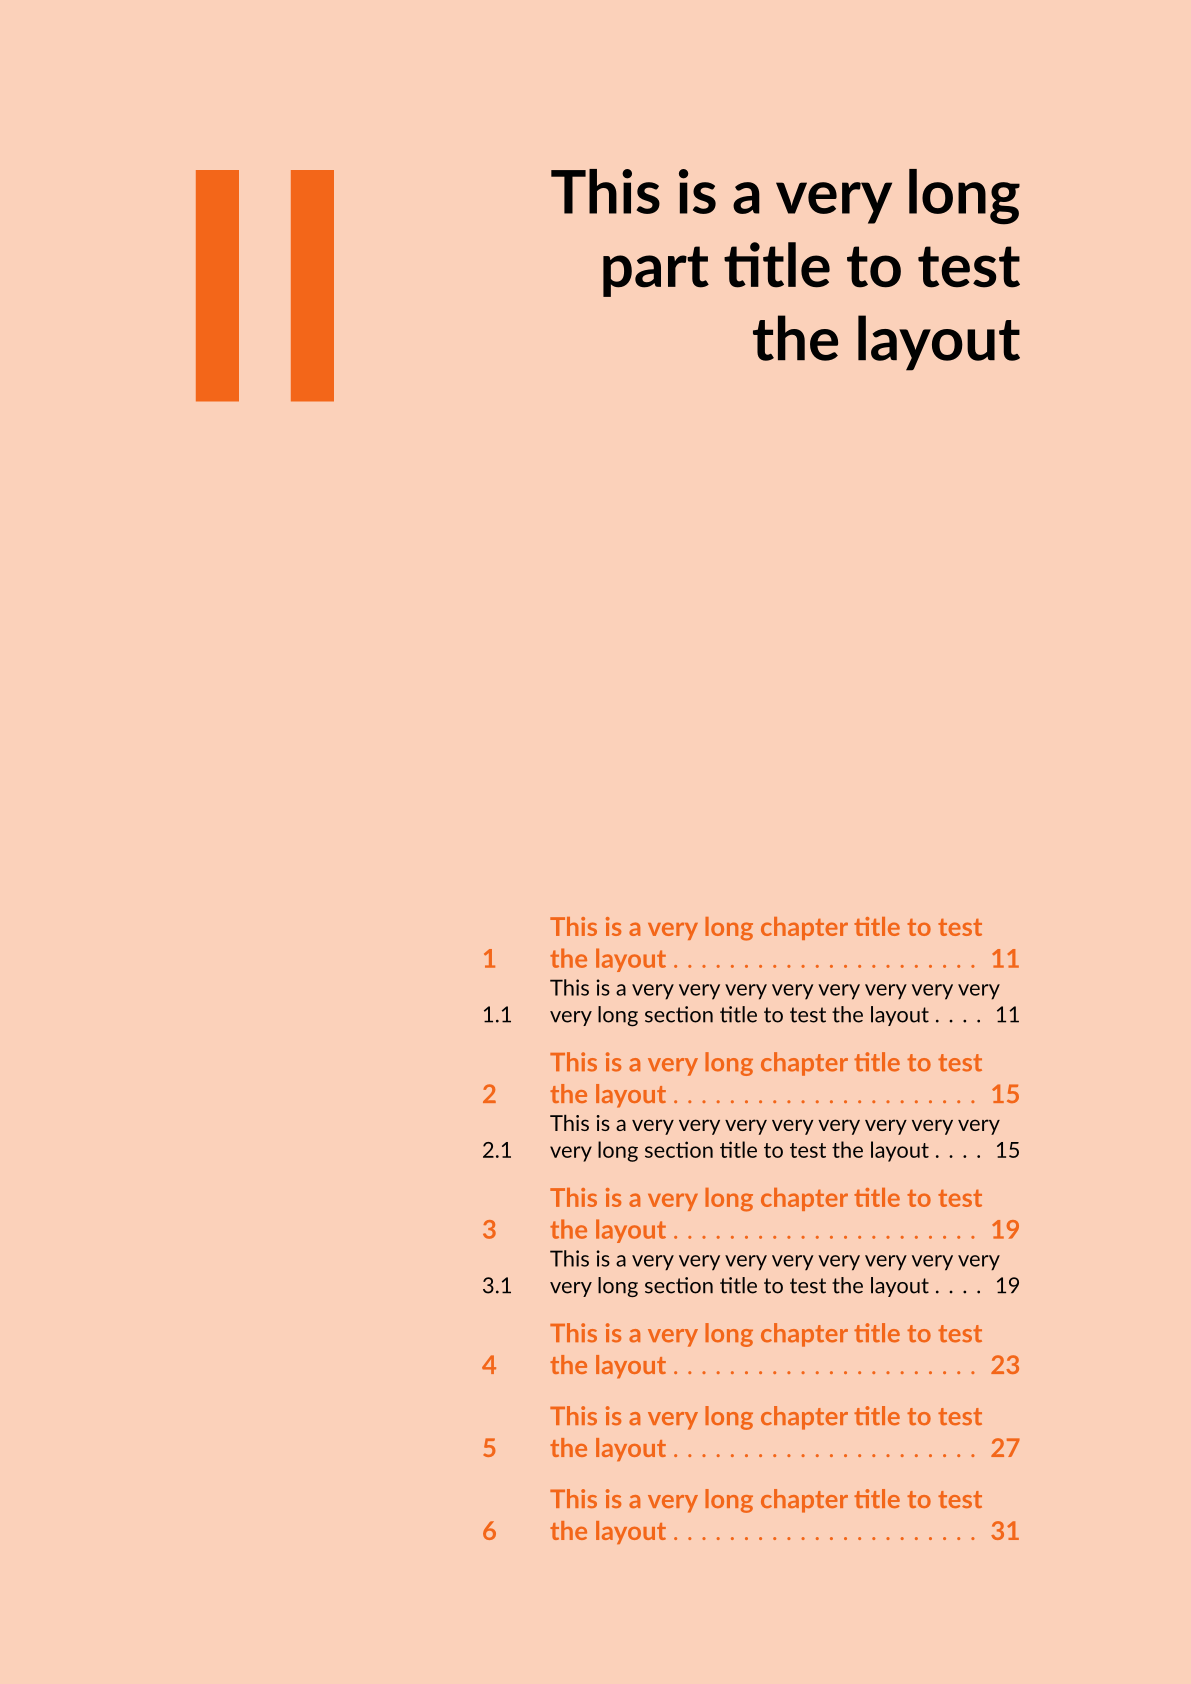 II
This is a very long
part title to test
the layout
This is a very long chapter title to test
1 the layout . . . . . . . . . . . . . . . . . . . . . . 11
This is a very very very very very very very very
1.1 very long section title to test the layout . . . . 11
This is a very long chapter title to test
2 the layout . . . . . . . . . . . . . . . . . . . . . . 15
This is a very very very very very very very very
2.1 very long section title to test the layout . . . . 15
This is a very long chapter title to test
3 the layout . . . . . . . . . . . . . . . . . . . . . . 19
This is a very very very very very very very very
3.1 very long section title to test the layout . . . . 19
This is a very long chapter title to test
4 the layout . . . . . . . . . . . . . . . . . . . . . . 23
This is a very long chapter title to test
5 the layout . . . . . . . . . . . . . . . . . . . . . . 27
This is a very long chapter title to test
6 the layout . . . . . . . . . . . . . . . . . . . . . . 31